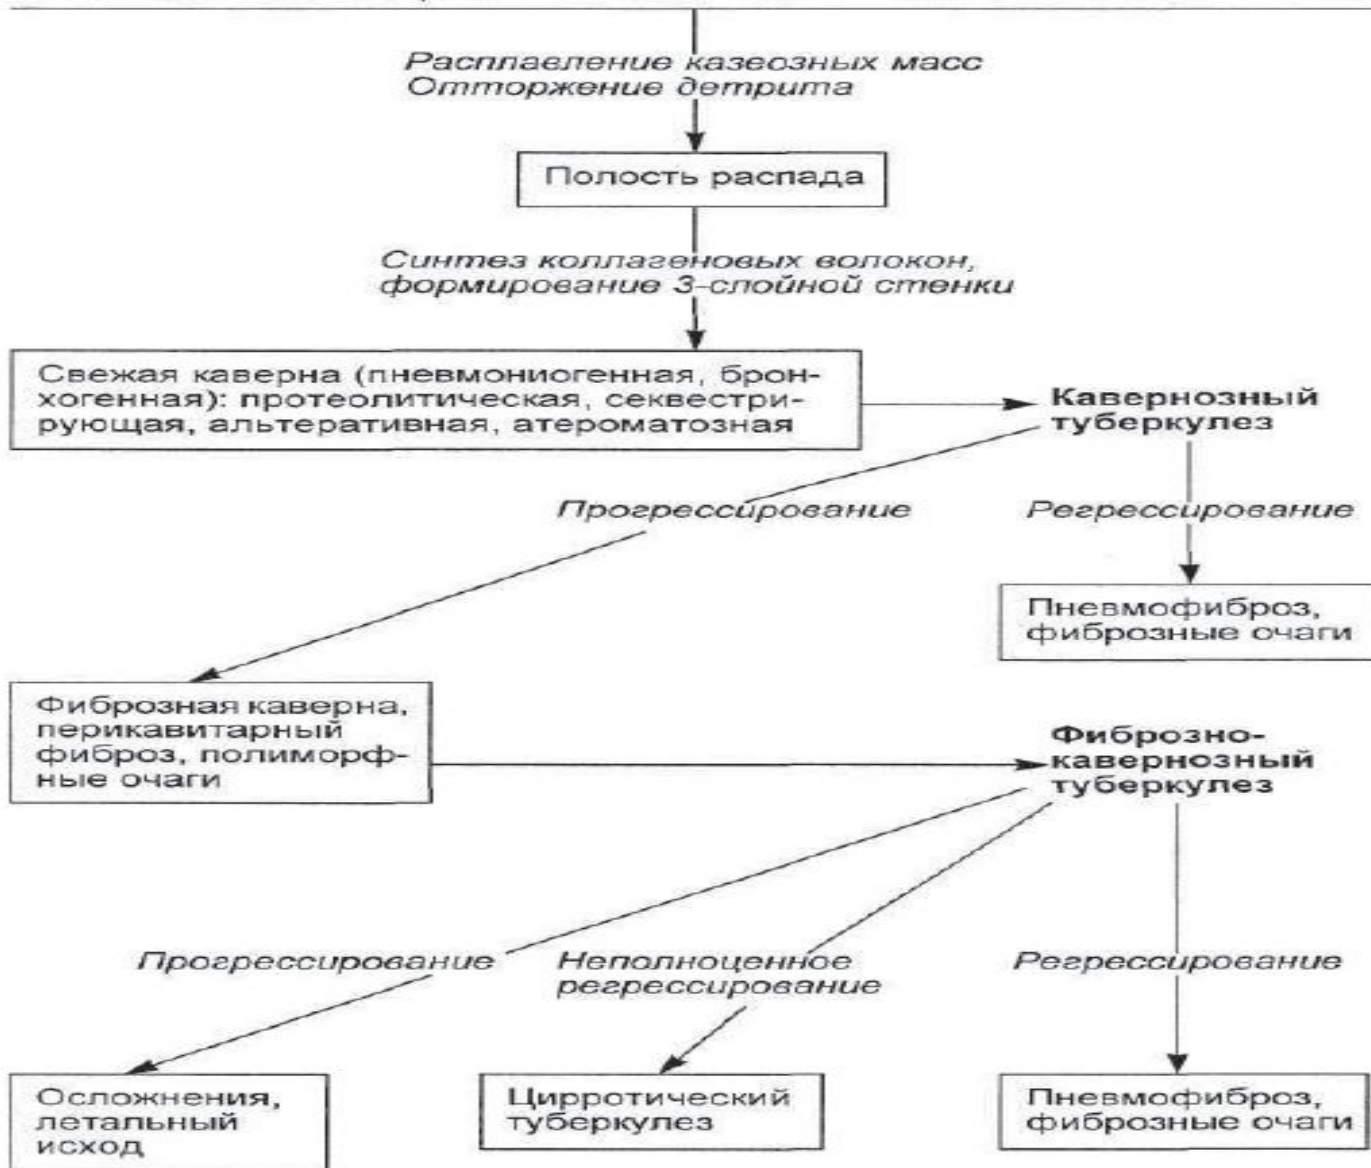 Расплавление казеозных масс
Отторжение детрита
Полость распада
Синтез коллагеновых волокон,
формирование 3-слойной стенки
Свежая каверна (пневмониогенная, брон-
хогенная): протеолитическая, секвестри-
рующая, альтеративная, атероматозная
Кавернозный
туберкулез
Прогрессирование
Регрессирование
Пневмофиброз,
фиброзные очаги
Фиброзная каверна,
перикавитарный
фиброз, полиморф-
ные очаги
Фиброзно-
кавернозный
туберкулез
Прогрессирование
Неполноценное
регрессирование
Регрессирование
Осложнения,
летальный
исход
Цирротический
туберкулез
Пневмофиброз,
фиброзные очаги